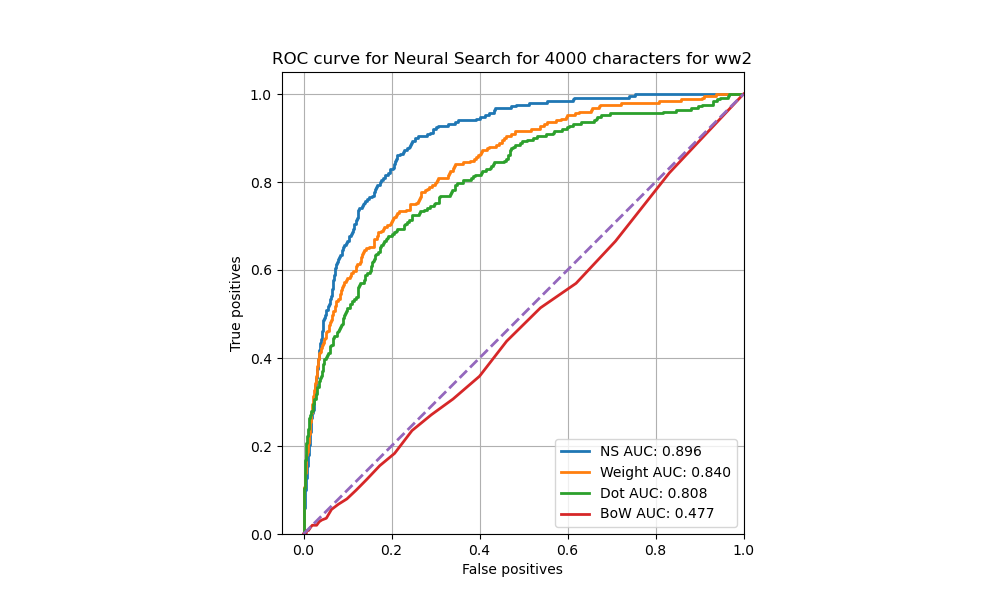 ROC curve for Neural Search for 4000 characters for ww2
True positives
1.0
0.8
0.6
0.4
0.2
0.0
NS AUC: 0.896
Weight AUC: 0.840
Dot AUC: 0.808
BoW AUC: 0.477
0.0 0.2 0.4 0.6 0.8 1.0
False positives